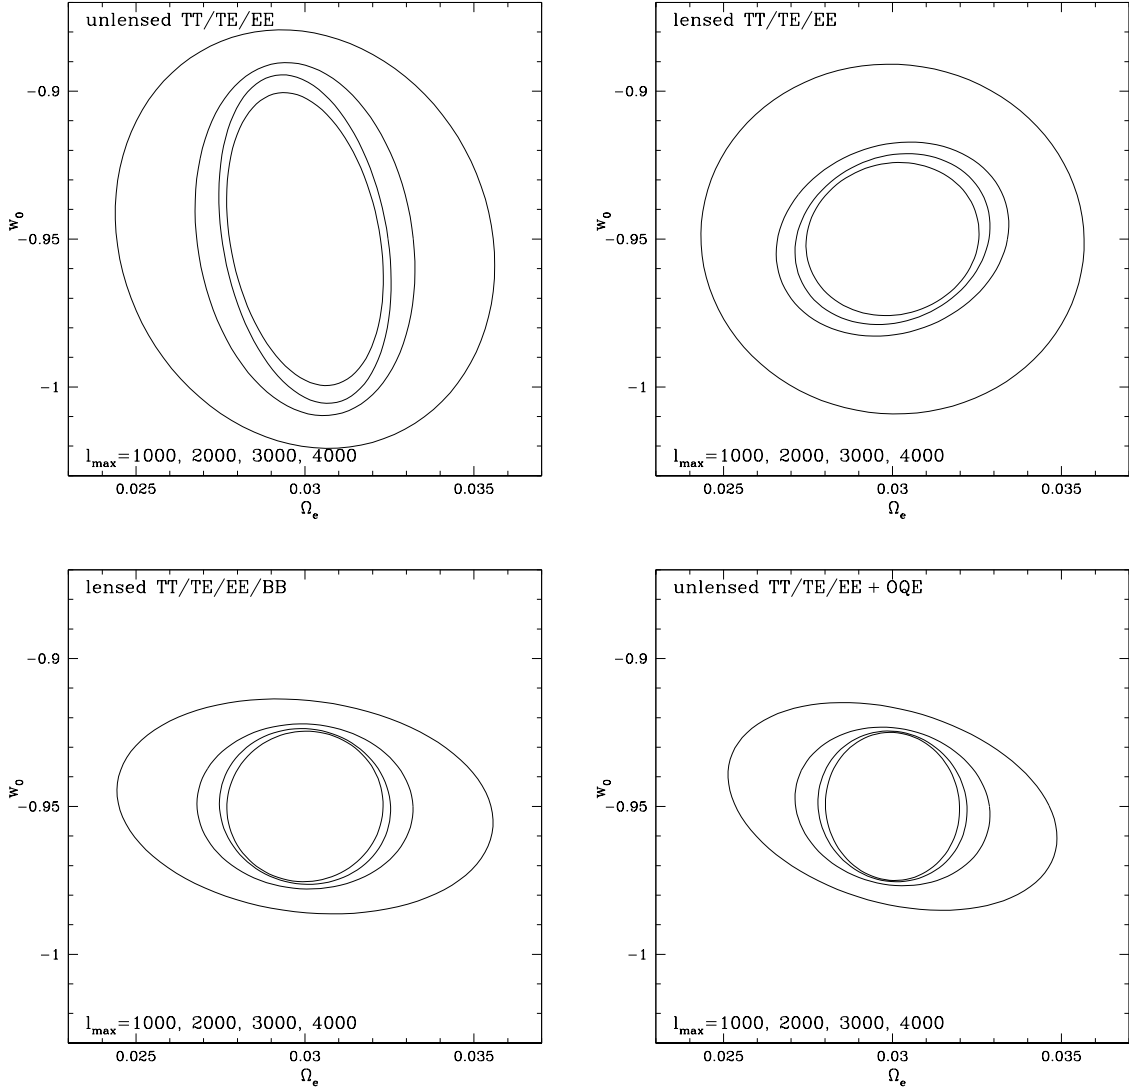 unlensed TT/TE/EE
-0.9
-0.95
-1
w₀
l_max=1000, 2000, 3000, 4000
0.025 0.03 0.035
Ωₑ
lensed TT/TE/EE
-0.9
-0.95
-1
w₀
l_max=1000, 2000, 3000, 4000
0.025 0.03 0.035
Ωₑ
lensed TT/TE/EE/BB
-0.9
-0.95
-1
w₀
l_max=1000, 2000, 3000, 4000
0.025 0.03 0.035
Ωₑ
unlensed TT/TE/EE + OQE
-0.9
-0.95
-1
w₀
l_max=1000, 2000, 3000, 4000
0.025 0.03 0.035
Ωₑ